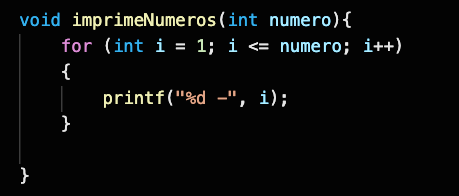 void imprimeNumeros(int numero){
    for (int i = 1; i <= numero; i++)
    {
        printf("%d -", i);
    }
}